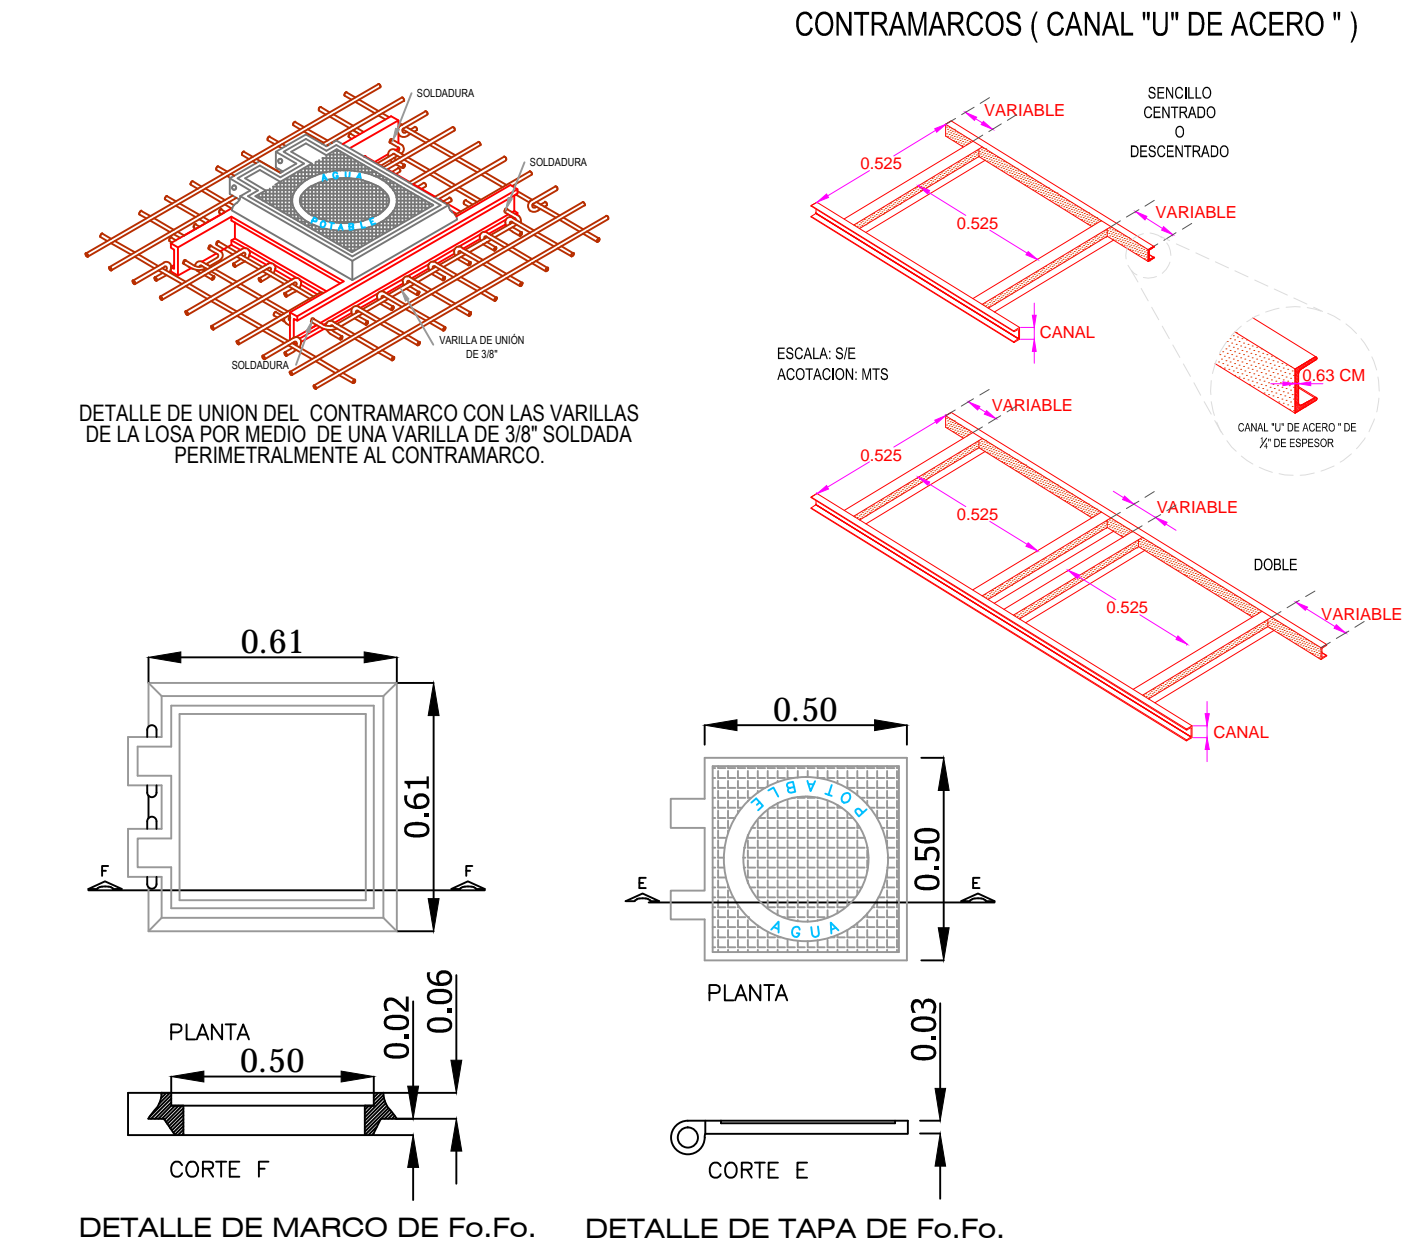 CONTRAMARCOS ( CANAL "U" DE ACERO " )
SOLDADURA
SOLDADURA
AGUA
POTABLE
VARILLA DE UNIÓN
DE 3/8"
SOLDADURA
DETALLE DE UNION DEL CONTRAMARCO CON LAS VARILLAS
DE LA LOSA POR MEDIO DE UNA VARILLA DE 3/8" SOLDADA
PERIMETRALMENTE AL CONTRAMARCO.
SENCILLO
CENTRADO
O
DESCENTRADO
VARIABLE
0.525
0.525
VARIABLE
CANAL
ESCALA: S/E
ACOTACION: MTS
0.63 CM
CANAL "U" DE ACERO " DE
1/4" DE ESPESOR
VARIABLE
0.525
0.525
VARIABLE
DOBLE
0.525
VARIABLE
CANAL
0.61
0.61
F
F
PLANTA
0.50
0.02
0.06
CORTE F
DETALLE DE MARCO DE Fo.Fo.
0.50
POTABLE
AGUA
0.50
E
E
PLANTA
0.03
CORTE E
DETALLE DE TAPA DE Fo.Fo.